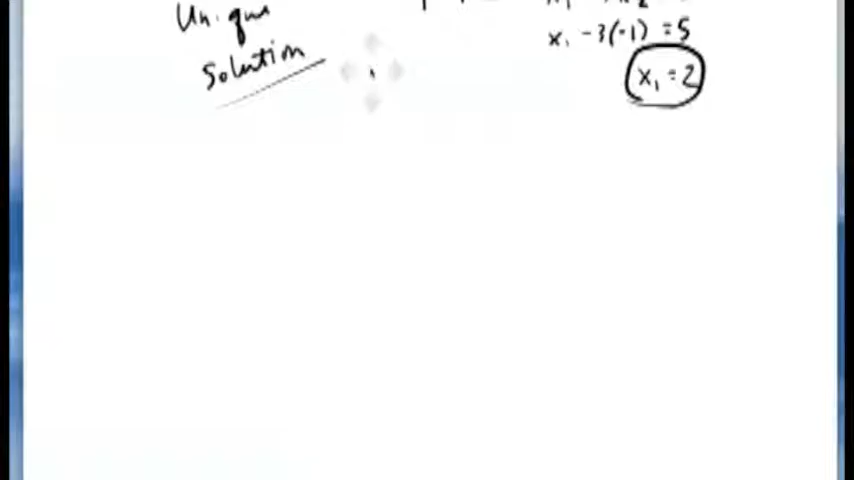 Unique
Solution
x₁ -3(-1) = 5
x₁ = 2